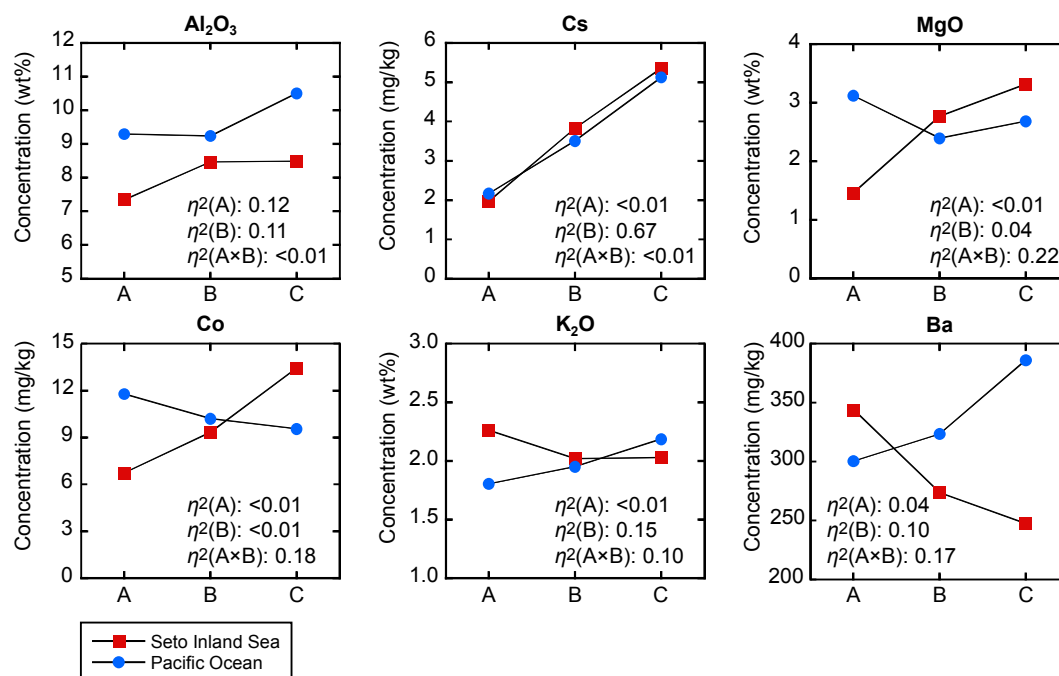 Al₂O₃
Concentration (wt%)
12
11
10
9
8
7
6
5
η²(A): 0.12
η²(B): 0.11
η²(A×B): <0.01
A B C
Cs
Concentration (mg/kg)
6
5
4
3
2
1
0
η²(A): <0.01
η²(B): 0.67
η²(A×B): <0.01
A B C
MgO
Concentration (wt%)
4
3
2
1
0
η²(A): <0.01
η²(B): 0.04
η²(A×B): 0.22
A B C
Co
Concentration (mg/kg)
15
12
9
6
3
0
η²(A): <0.01
η²(B): <0.01
η²(A×B): 0.18
A B C
K₂O
Concentration (wt%)
3.0
2.5
2.0
1.5
1.0
η²(A): <0.01
η²(B): 0.15
η²(A×B): 0.10
A B C
Ba
Concentration (mg/kg)
400
350
300
250
200
η²(A): 0.04
η²(B): 0.10
η²(A×B): 0.17
A B C
Seto Inland Sea
Pacific Ocean